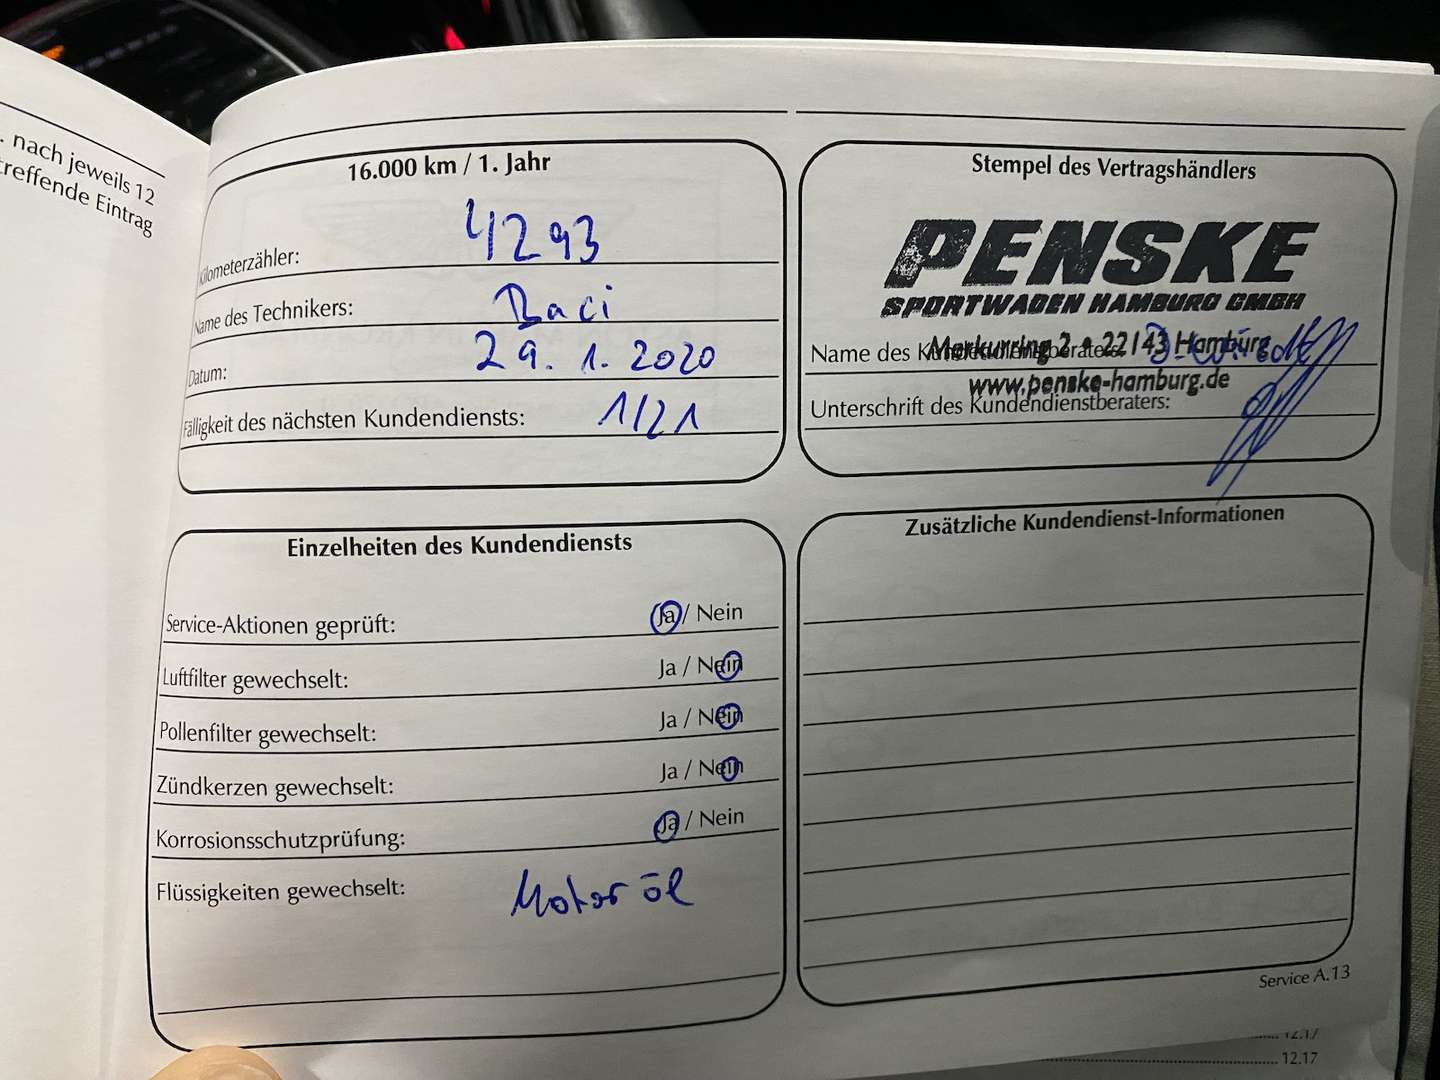 . nach jeweils 12
treffende Eintrag
16.000 km / 1. Jahr
Kilometerzähler: 4293
Name des Technikers: Baci
Datum: 29. 1. 2020
Fälligkeit des nächsten Kundendiensts: 1/21
Stempel des Vertragshändlers
PENSKE
SPORTWAGEN HAMBURG GMBH
Merkurring 2 • 22143 Hamburg
Name des Kundendienstberaters:
www.penske-hamburg.de
Unterschrift des Kundendienstberaters:
Einzelheiten des Kundendiensts
Service-Aktionen geprüft: Ja / Nein
Luftfilter gewechselt: Ja / Nein
Pollenfilter gewechselt: Ja / Nein
Zündkerzen gewechselt: Ja / Nein
Korrosionsschutzprüfung: Ja / Nein
Flüssigkeiten gewechselt: Motor öl
Zusätzliche Kundendienst-Informationen
Service A.13
12.17
12.17